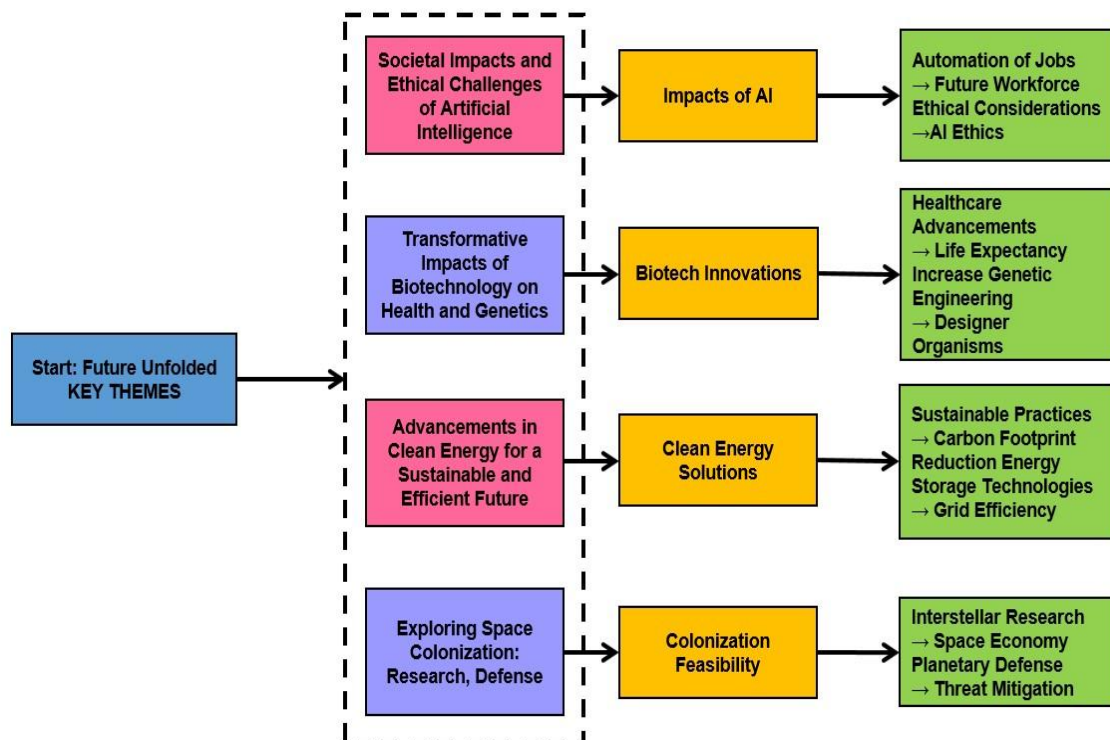 Societal Impacts and
Ethical Challenges
of Artificial
Intelligence
Impacts of AI
Automation of Jobs
→ Future Workforce
Ethical Considerations
→AI Ethics
Transformative
Impacts of
Biotechnology on
Health and Genetics
Biotech Innovations
Healthcare
Advancements
→ Life Expectancy
Increase Genetic
Engineering
→ Designer
Organisms
Start: Future Unfolded
KEY THEMES
Advancements in
Clean Energy for a
Sustainable and
Efficient Future
Clean Energy
Solutions
Sustainable Practices
→ Carbon Footprint
Reduction Energy
Storage Technologies
→ Grid Efficiency
Exploring Space
Colonization:
Research, Defense
Colonization
Feasibility
Interstellar Research
→ Space Economy
Planetary Defense
→ Threat Mitigation